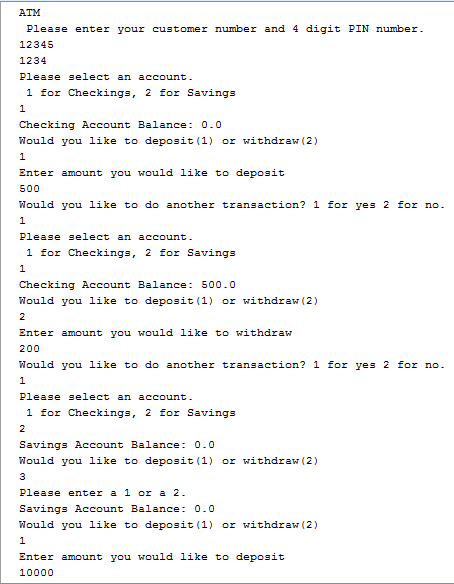 ATM
Please enter your customer number and 4 digit PIN number.
12345
1234
Please select an account.
1 for Checkings, 2 for Savings
1
Checking Account Balance: 0.0
Would you like to deposit(1) or withdraw(2)
1
Enter amount you would like to deposit
500
Would you like to do another transaction? 1 for yes 2 for no.
1
Please select an account.
1 for Checkings, 2 for Savings
1
Checking Account Balance: 500.0
Would you like to deposit(1) or withdraw(2)
2
Enter amount you would like to withdraw
200
Would you like to do another transaction? 1 for yes 2 for no.
1
Please select an account.
1 for Checkings, 2 for Savings
2
Savings Account Balance: 0.0
Would you like to deposit(1) or withdraw(2)
3
Please enter a 1 or a 2.
Savings Account Balance: 0.0
Would you like to deposit(1) or withdraw(2)
1
Enter amount you would like to deposit
10000